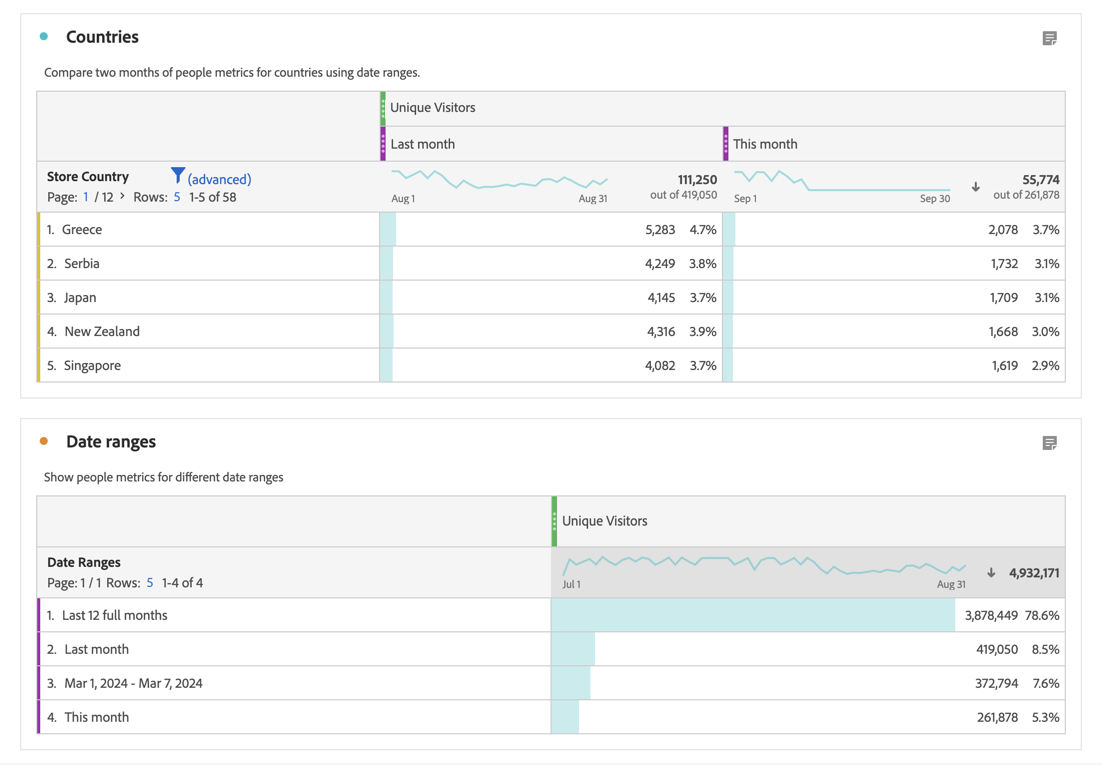 Countries
Compare two months of people metrics for countries using date ranges.
Unique Visitors
Last month
This month
Store Country (advanced)
Page: 1 / 12 > Rows: 5 1-5 of 58
Aug 1
Aug 31
111,250
out of 419,050
Sep 1
Sep 30
55,774
out of 261,878
1. Greece 5,283 4.7% 2,078 3.7%
2. Serbia 4,249 3.8% 1,732 3.1%
3. Japan 4,145 3.7% 1,709 3.1%
4. New Zealand 4,316 3.9% 1,668 3.0%
5. Singapore 4,082 3.7% 1,619 2.9%
Date ranges
Show people metrics for different date ranges
Unique Visitors
Date Ranges
Page: 1 / 1 Rows: 5 1-4 of 4
Jul 1
Aug 31
4,932,171
1. Last 12 full months 3,878,449 78.6%
2. Last month 419,050 8.5%
3. Mar 1, 2024 - Mar 7, 2024 372,794 7.6%
4. This month 261,878 5.3%